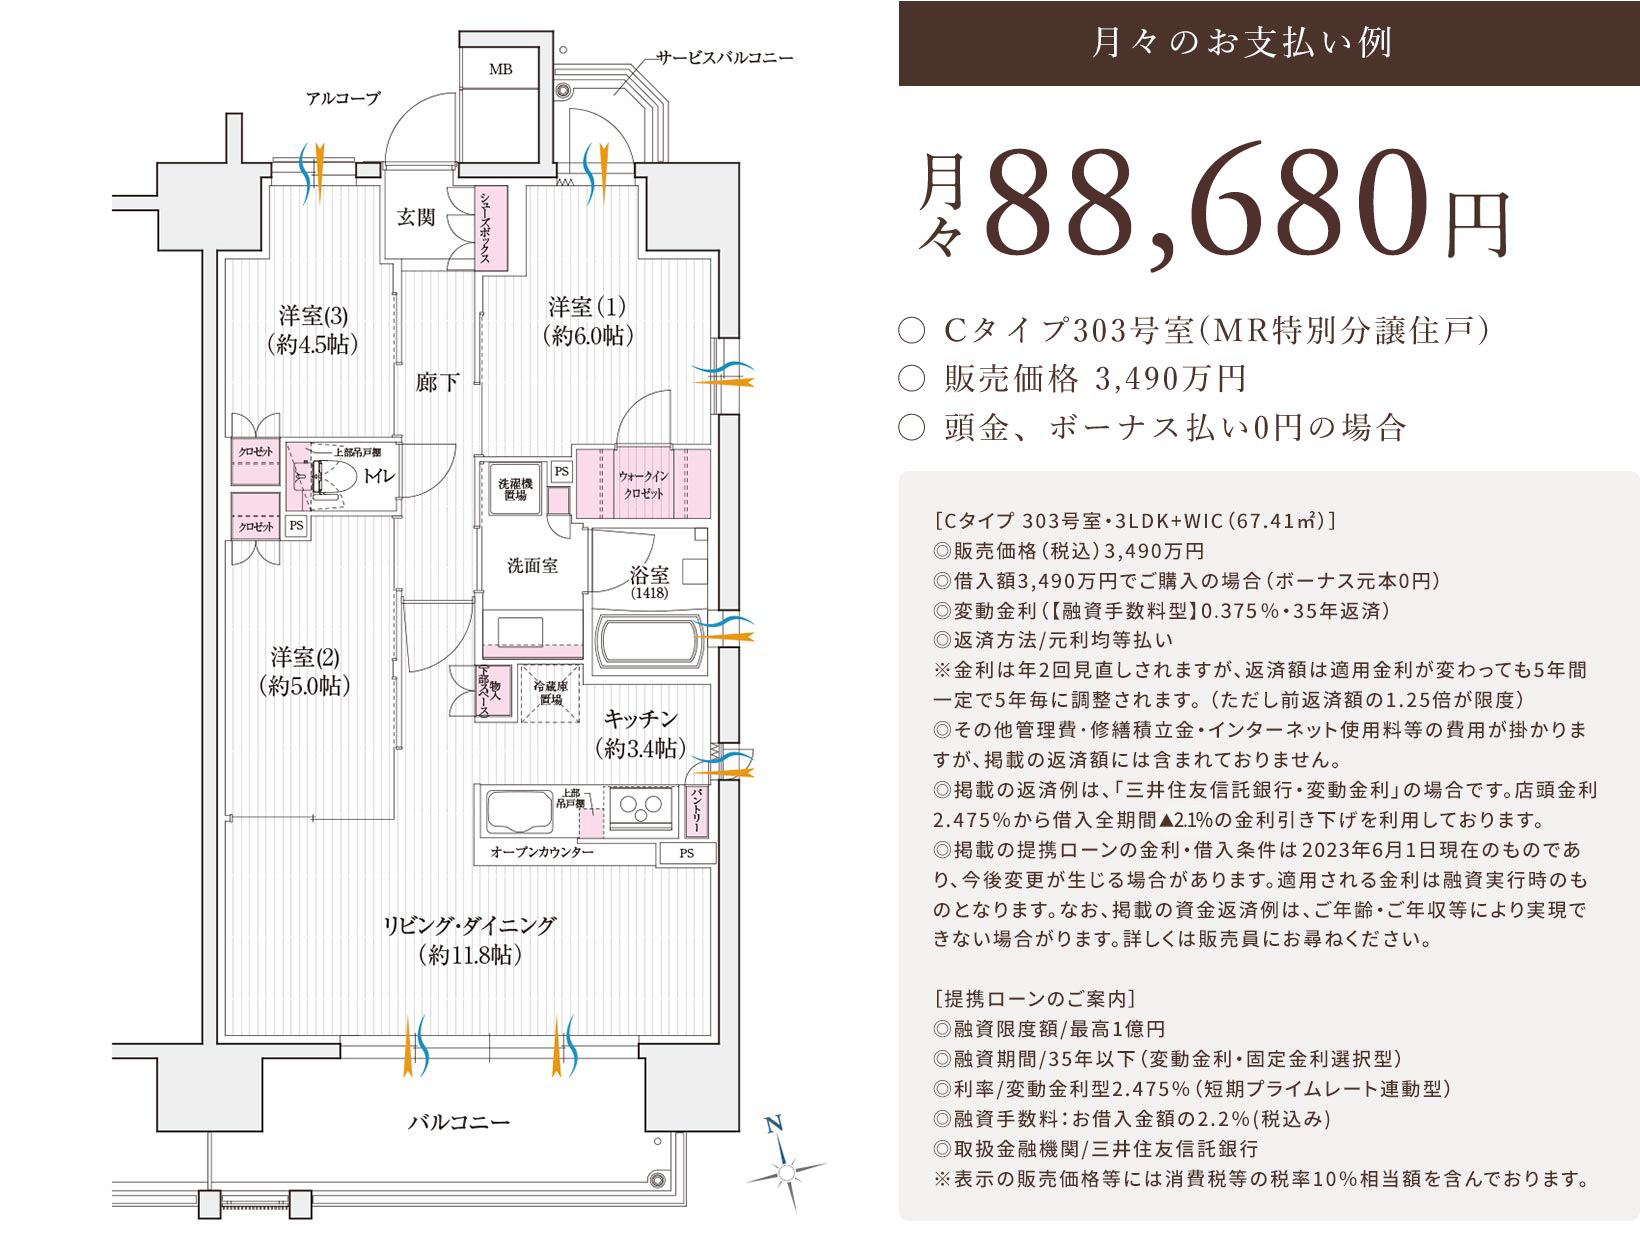 MB
サービスバルコニー
アルコーブ
玄関
シューズボックス
洋室(3)
(約4.5帖)
洋室(1)
(約6.0帖)
廊下
クロゼット
上部吊戸棚
トイレ
クロゼット
PS
洗濯機
置場
PS
ウォークイン
クロゼット
洗面室
浴室
(1418)
洋室(2)
(約5.0帖)
物入
(下部スペース)
冷蔵庫
置場
キッチン
(約3.4帖)
上部
吊戸棚
パントリー
オープンカウンター
PS
リビング・ダイニング
(約11.8帖)
バルコニー
N
月々のお支払い例
月々88,680円
○ Cタイプ303号室(MR特別分譲住戸)
○ 販売価格 3,490万円
○ 頭金、ボーナス払い0円の場合
[Cタイプ 303号室・3LDK+WIC(67.41㎡)]
◎販売価格(税込)3,490万円
◎借入額3,490万円でご購入の場合(ボーナス元本0円)
◎変動金利(【融資手数料型】0.375%・35年返済)
◎返済方法/元利均等払い
※金利は年2回見直しされますが、返済額は適用金利が変わっても5年間
一定で5年毎に調整されます。(ただし前返済額の1.25倍が限度)
◎その他管理費・修繕積立金・インターネット使用料等の費用が掛かりま
すが、掲載の返済額には含まれておりません。
◎掲載の返済例は、「三井住友信託銀行・変動金利」の場合です。店頭金利
2.475%から借入全期間▲2.1%の金利引き下げを利用しております。
◎掲載の提携ローンの金利・借入条件は2023年6月1日現在のものであ
り、今後変更が生じる場合があります。適用される金利は融資実行時のも
のとなります。なお、掲載の資金返済例は、ご年齢・ご年収等により実現で
きない場合がります。詳しくは販売員にお尋ねください。
[提携ローンのご案内]
◎融資限度額/最高1億円
◎融資期間/35年以下(変動金利・固定金利選択型)
◎利率/変動金利型2.475%(短期プライムレート連動型)
◎融資手数料:お借入金額の2.2%(税込み)
◎取扱金融機関/三井住友信託銀行
※表示の販売価格等には消費税等の税率10%相当額を含んでおります。